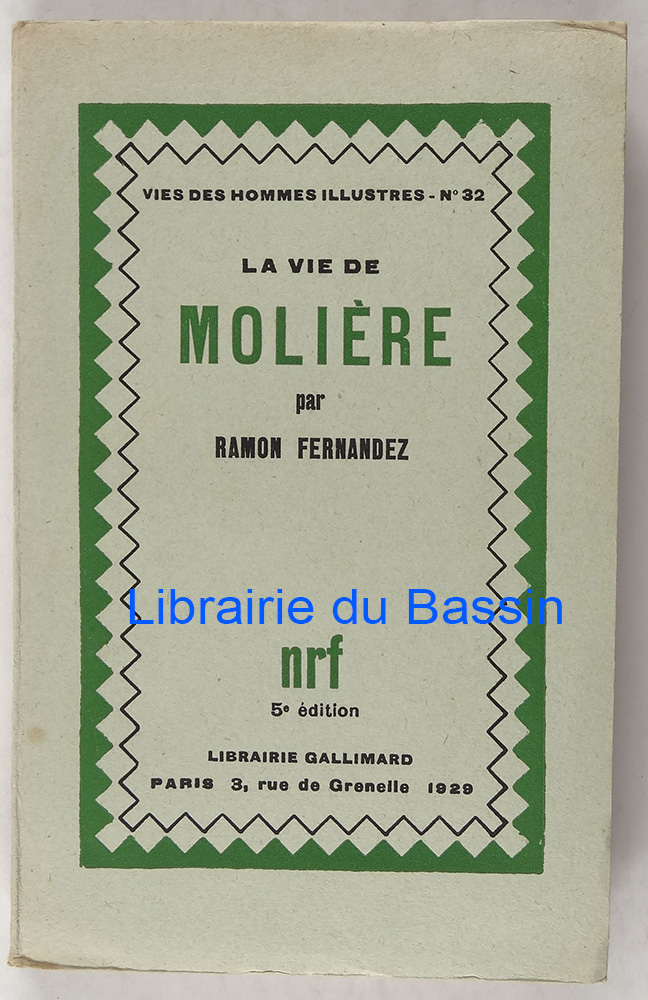 VIES DES HOMMES ILLUSTRES - N° 32
LA VIE DE
MOLIÈRE
par
RAMON FERNANDEZ
Librairie du Bassin
nrf
5e édition
LIBRAIRIE GALLIMARD
PARIS 3, rue de Grenelle 1929